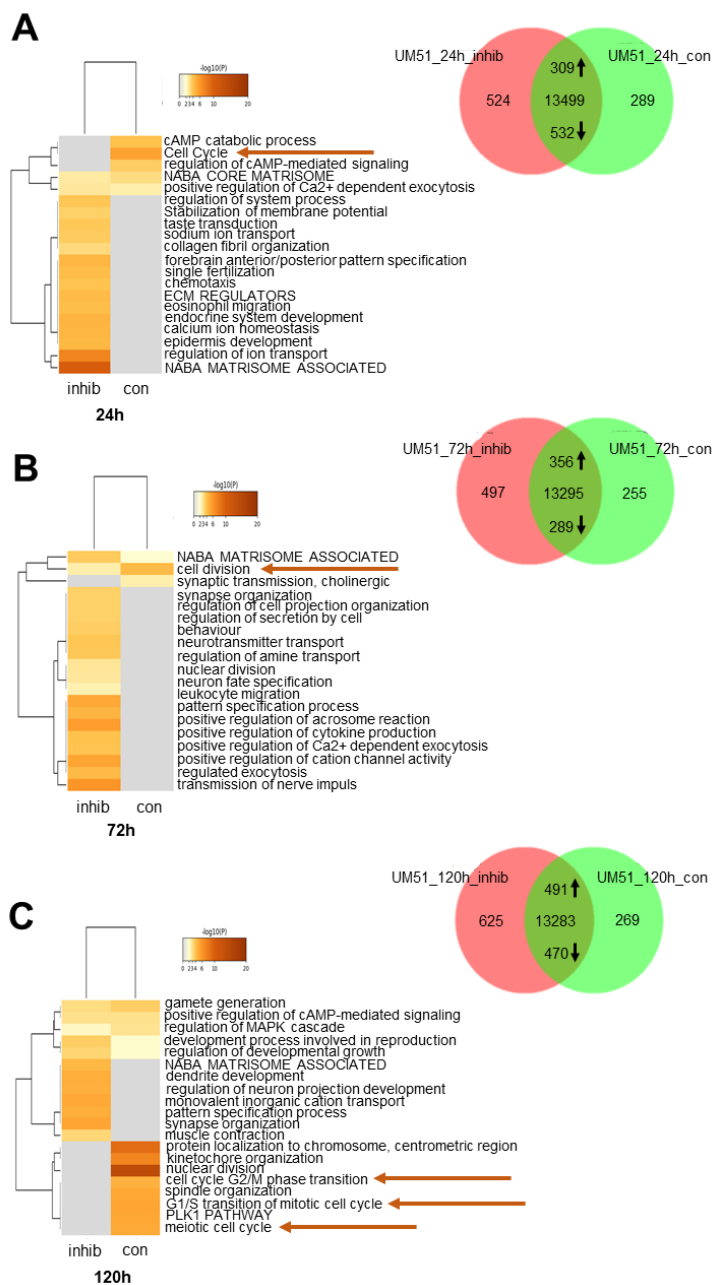 A
-log10(P)
0 2 3 4 6 10 20
UM51_24h_inhib
UM51_24h_con
309
524
13499
289
532
cAMP catabolic process
Cell Cycle
regulation of cAMP-mediated signaling
NABA CORE MATRISOME
positive regulation of Ca2+ dependent exocytosis
regulation of system process
Stabilization of membrane potential
taste transduction
sodium ion transport
collagen fibril organization
forebrain anterior/posterior pattern specification
single fertilization
chemotaxis
ECM REGULATORS
eosinophil migration
endocrine system development
calcium ion homeostasis
epidermis development
regulation of ion transport
NABA MATRISOME ASSOCIATED
inhib con
24h
B
-log10(P)
0 2 3 4 6 10 20
UM51_72h_inhib
UM51_72h_con
356
497
13295
255
289
NABA MATRISOME ASSOCIATED
cell division
synaptic transmission, cholinergic
synapse organization
regulation of cell projection organization
regulation of secretion by cell
behaviour
neurotransmitter transport
regulation of amine transport
nuclear division
neuron fate specification
leukocyte migration
pattern specification process
positive regulation of acrosome reaction
positive regulation of cytokine production
positive regulation of Ca2+ dependent exocytosis
positive regulation of cation channel activity
regulated exocytosis
transmission of nerve impuls
inhib con
72h
C
-log10(P)
0 2 3 4 6 10 20
UM51_120h_inhib
UM51_120h_con
491
625
13283
269
470
gamete generation
positive regulation of cAMP-mediated signaling
regulation of MAPK cascade
development process involved in reproduction
regulation of developmental growth
NABA MATRISOME ASSOCIATED
dendrite development
regulation of neuron projection development
monovalent inorganic cation transport
pattern specification process
synapse organization
muscle contraction
protein localization to chromosome, centrometric region
kinetochore organization
nuclear division
cell cycle G2/M phase transition
spindle organization
G1/S transition of mitotic cell cycle
PLK1 PATHWAY
meiotic cell cycle
inhib con
120h